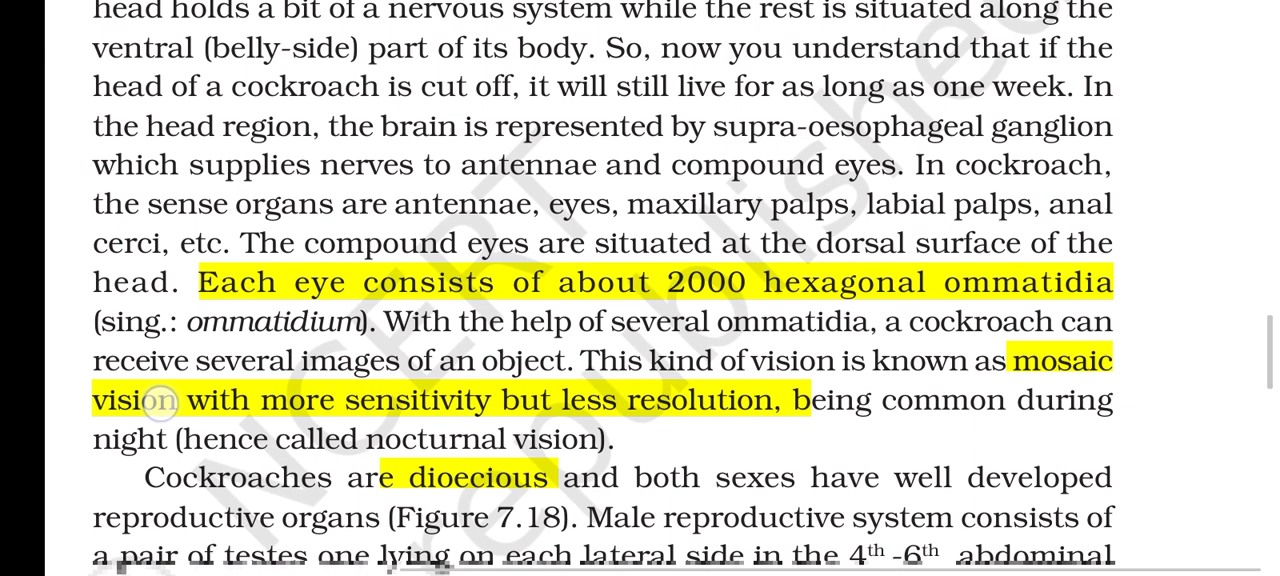 head holds a bit of a nervous system while the rest is situated along the
ventral (belly-side) part of its body. So, now you understand that if the
head of a cockroach is cut off, it will still live for as long as one week. In
the head region, the brain is represented by supra-oesophageal ganglion
which supplies nerves to antennae and compound eyes. In cockroach,
the sense organs are antennae, eyes, maxillary palps, labial palps, anal
cerci, etc. The compound eyes are situated at the dorsal surface of the
head. Each eye consists of about 2000 hexagonal ommatidia
(sing.: ommatidium). With the help of several ommatidia, a cockroach can
receive several images of an object. This kind of vision is known as mosaic
vision with more sensitivity but less resolution, being common during
night (hence called nocturnal vision).
Cockroaches are dioecious and both sexes have well developed
reproductive organs (Figure 7.18). Male reproductive system consists of
a pair of testes one lying on each lateral side in the 4th -6th abdominal
NCERT
republished